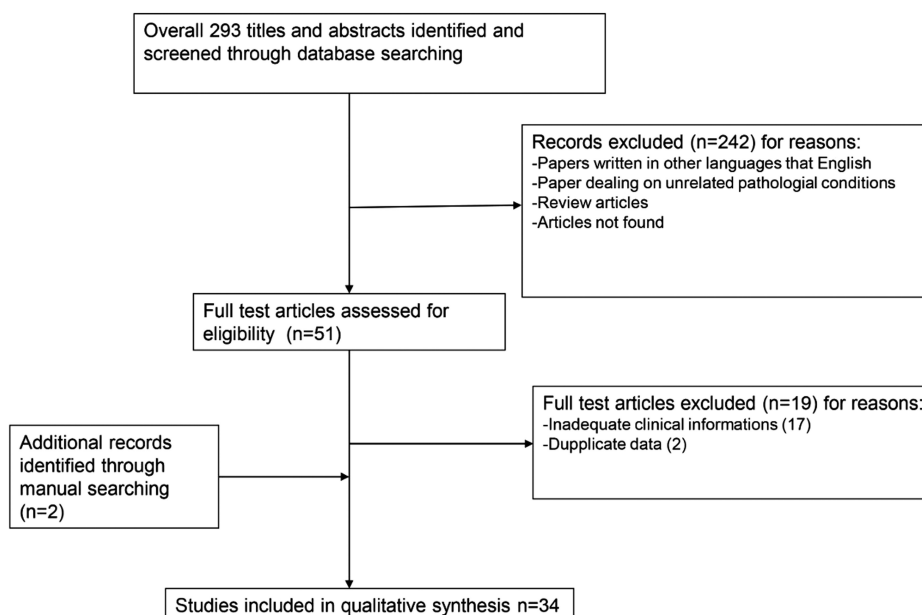 Overall 293 titles and abstracts identified and
screened through database searching
Records excluded (n=242) for reasons:
-Papers written in other languages that English
-Paper dealing on unrelated pathologial conditions
-Review articles
-Articles not found
Full test articles assessed for
eligibility (n=51)
Full test articles excluded (n=19) for reasons:
-Inadequate clinical informations (17)
-Dupplicate data (2)
Additional records
identified through
manual searching
(n=2)
Studies included in qualitative synthesis n=34